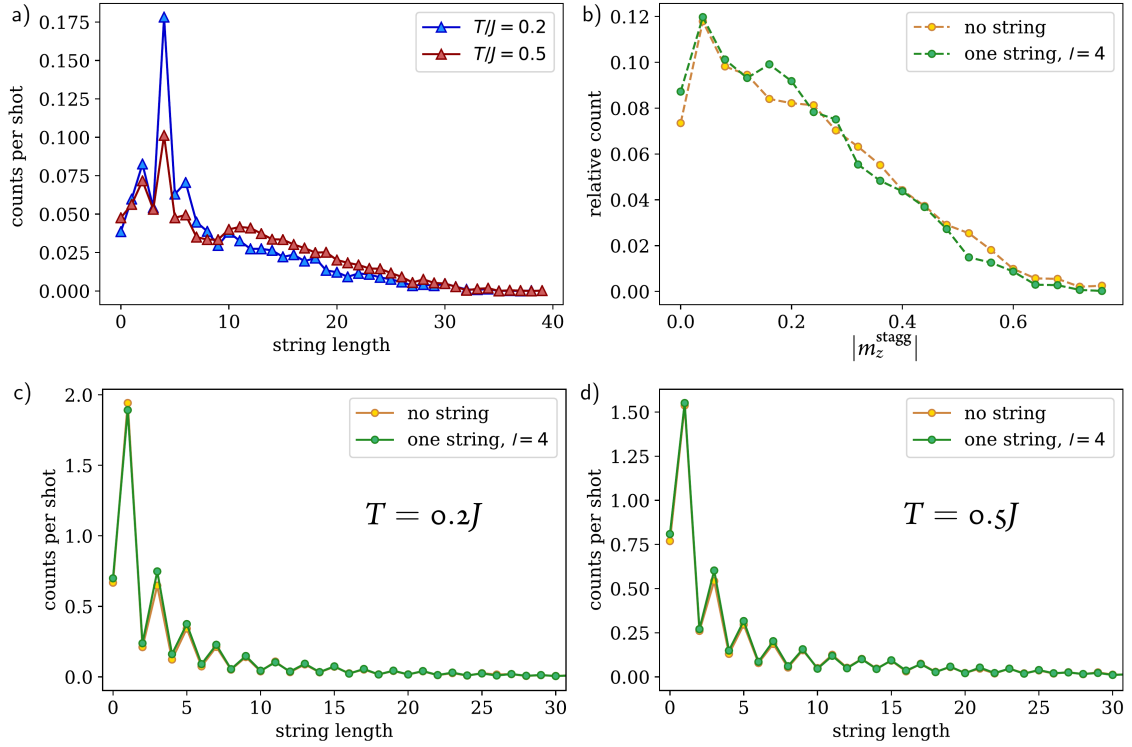 a)
0.175
0.150
0.125
0.100
0.075
0.050
0.025
0.000
counts per shot
T/J = 0.2
T/J = 0.5
0 10 20 30 40
string length
b)
0.12
0.10
0.08
0.06
0.04
0.02
0.00
relative count
no string
one string, l = 4
0.0 0.2 0.4 0.6
|m_z^stagg|
c)
2.0
1.5
1.0
0.5
0.0
counts per shot
no string
one string, l = 4
T = 0.2J
0 5 10 15 20 25 30
string length
d)
1.50
1.25
1.00
0.75
0.50
0.25
0.00
counts per shot
no string
one string, l = 4
T = 0.5J
0 5 10 15 20 25 30
string length